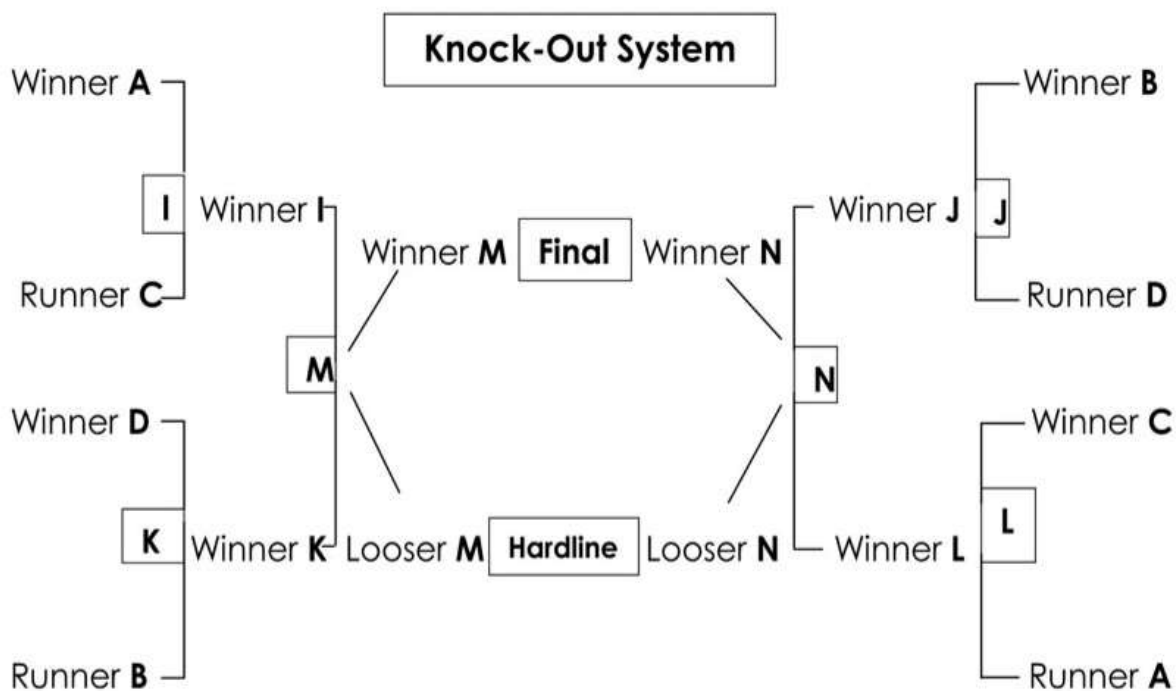 Knock-Out System
Winner A
Winner B
I
Winner I
Winner J
J
Winner M
Final
Winner N
Runner C
Runner D
M
N
Winner D
Winner C
K
L
Winner K
Looser M
Hardline
Looser N
Winner L
Runner B
Runner A